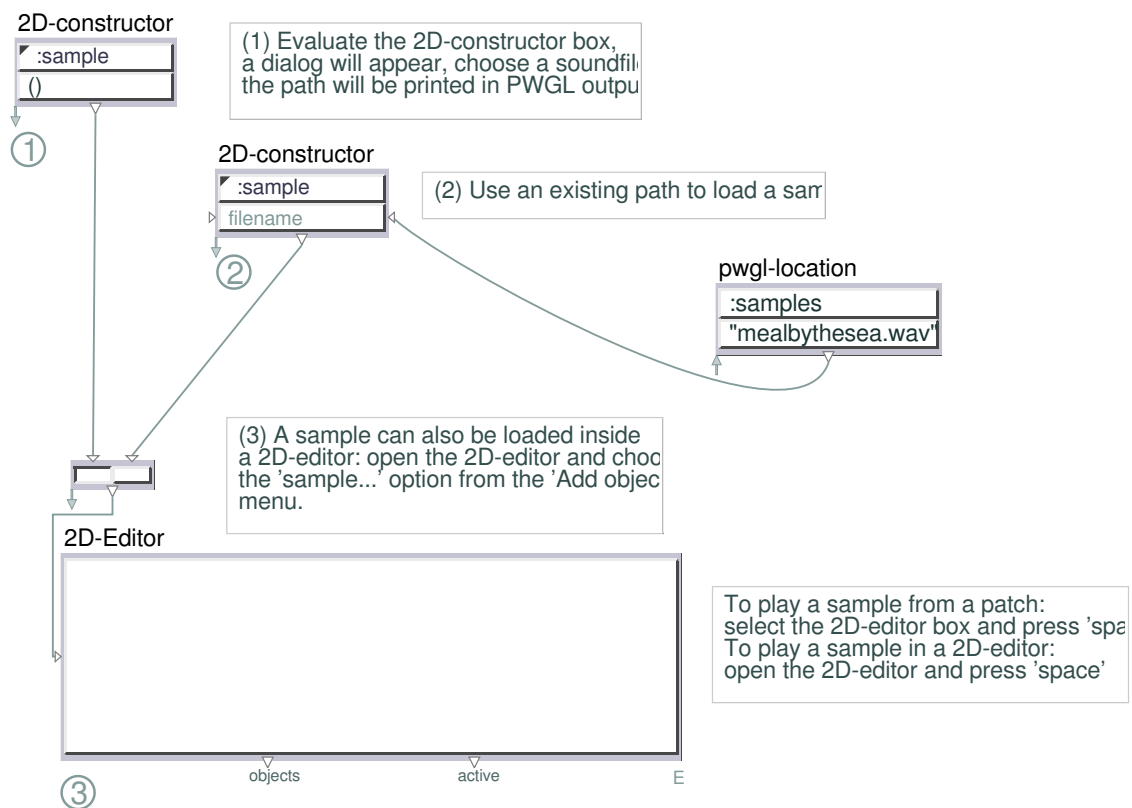 2D-constructor
:sample
()
1
(1) Evaluate the 2D-constructor box,
a dialog will appear, choose a soundfil
the path will be printed in PWGL outpu
2D-constructor
:sample
filename
2
(2) Use an existing path to load a sam
pwgl-location
:samples
"mealbythesea.wav"
(3) A sample can also be loaded inside
a 2D-editor: open the 2D-editor and choo
the 'sample...' option from the 'Add objec
menu.
2D-Editor
objects
active
E
3
To play a sample from a patch:
select the 2D-editor box and press 'spa
To play a sample in a 2D-editor:
open the 2D-editor and press 'space'